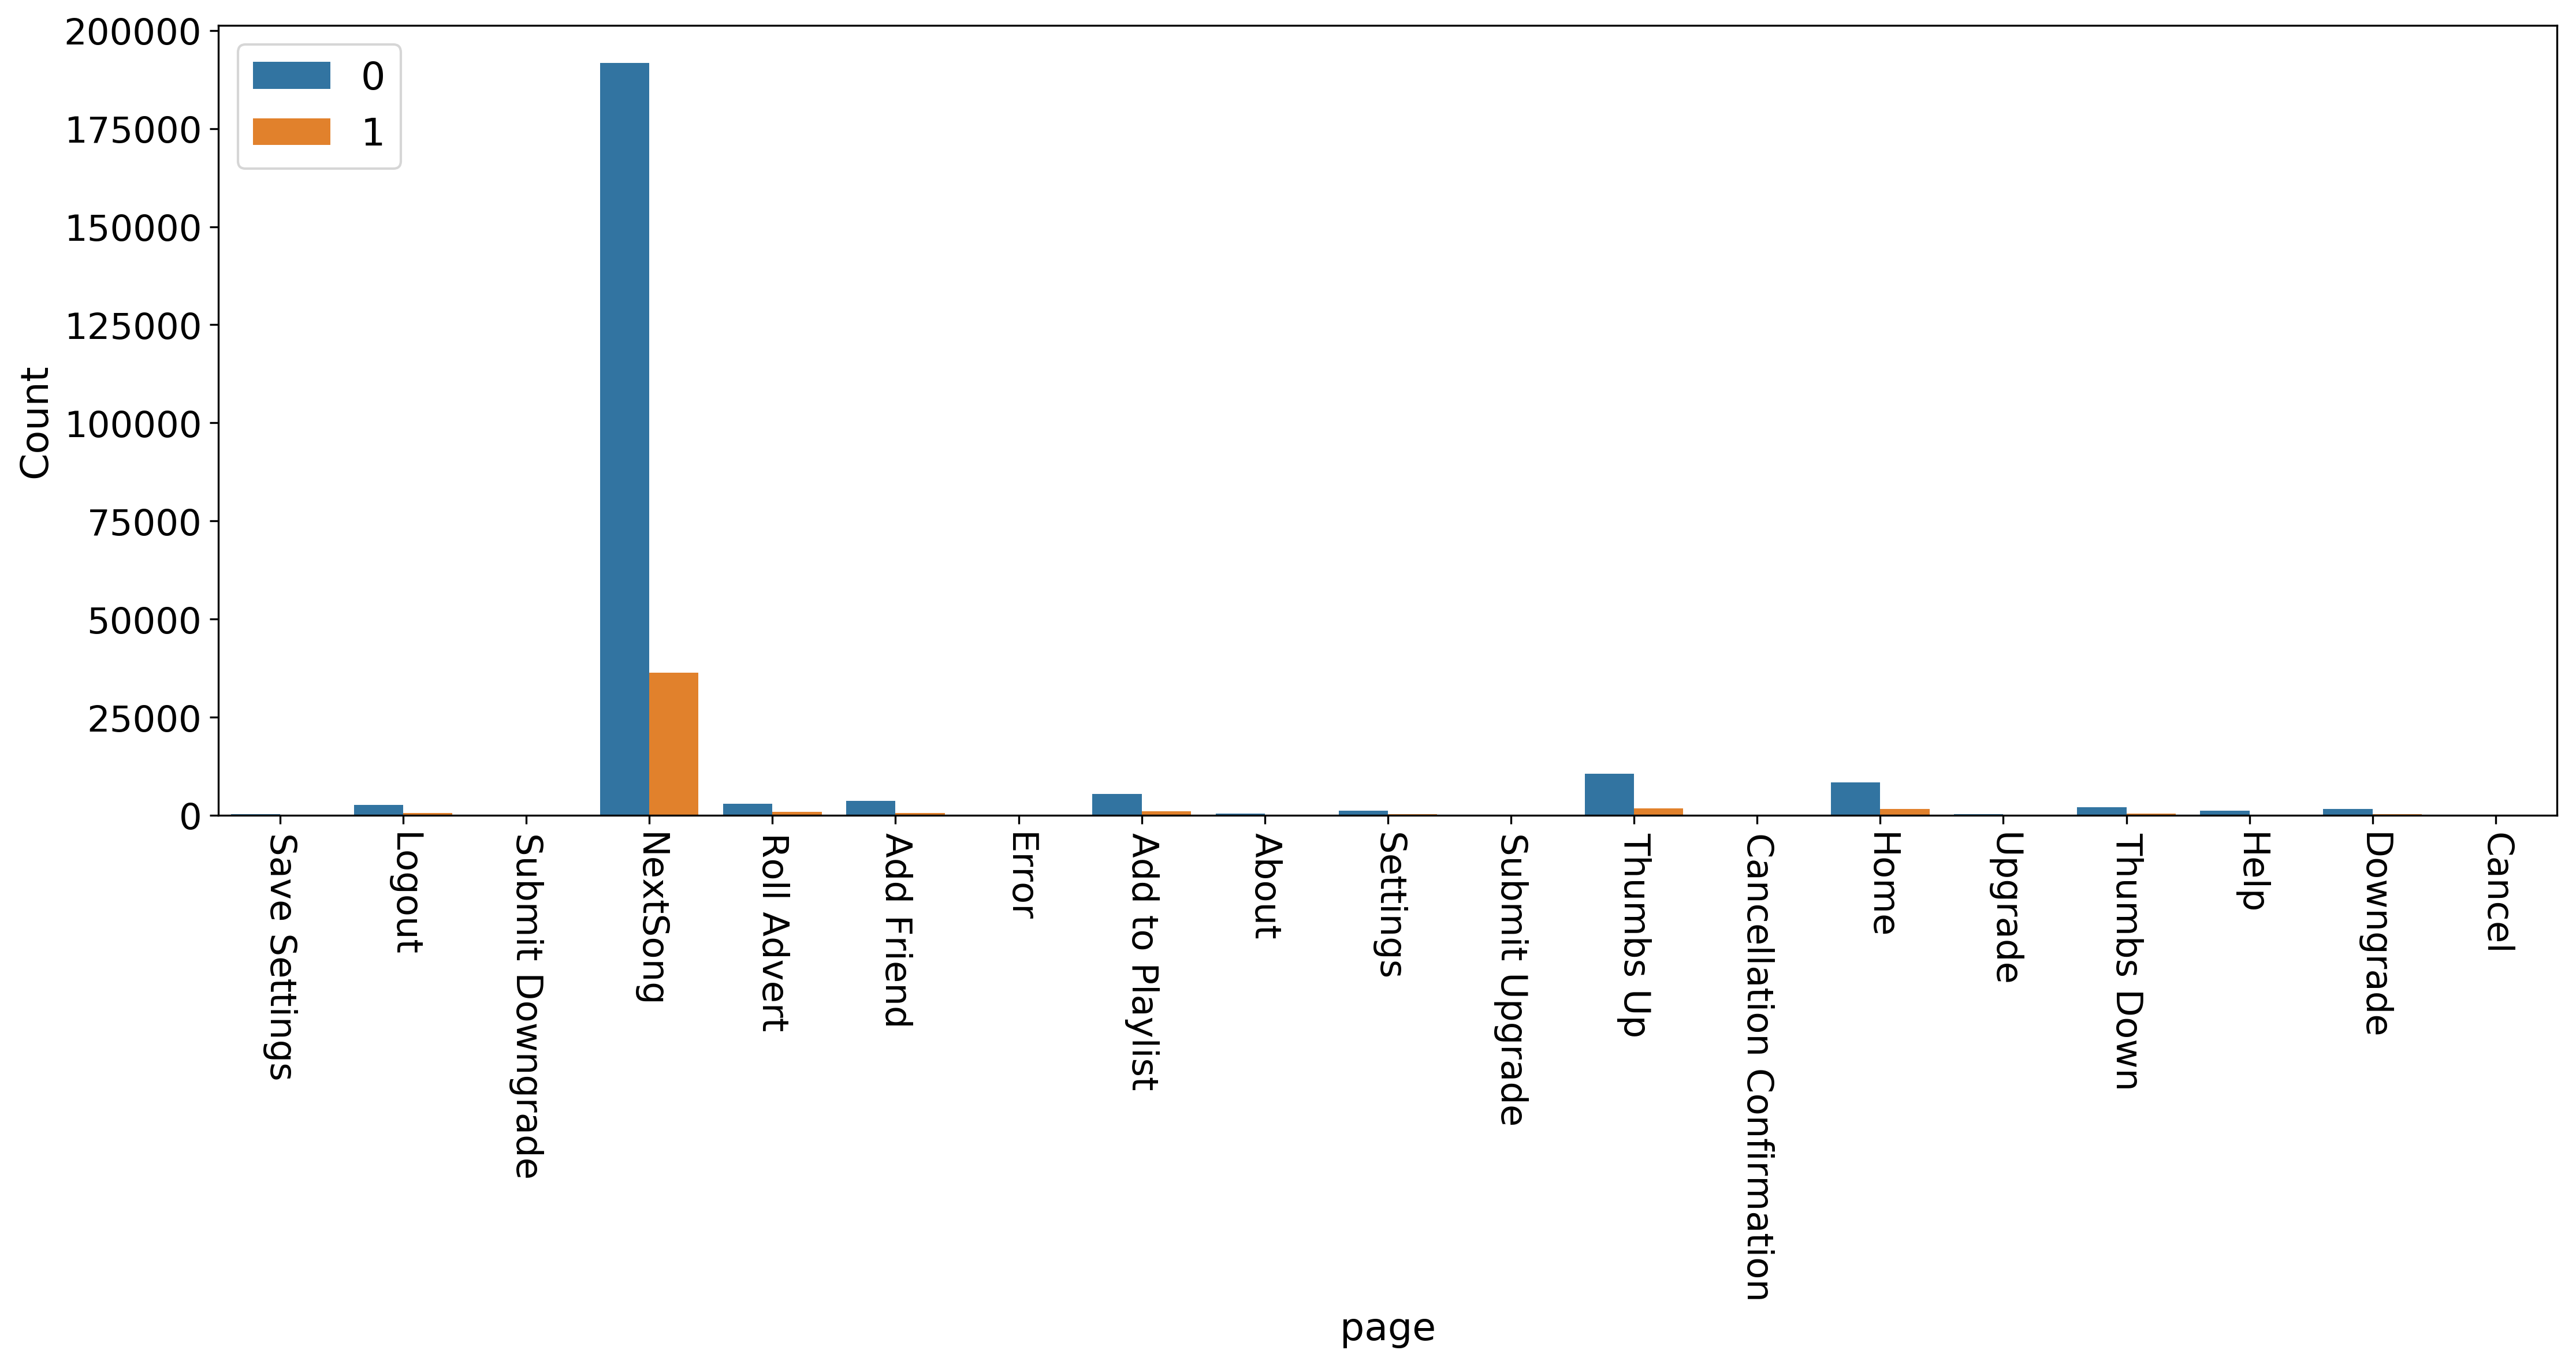 200000
175000
150000
125000
100000
75000
50000
25000
0
Count
0
1
Save Settings
Logout
Submit Downgrade
NextSong
Roll Advert
Add Friend
Error
Add to Playlist
About
Settings
Submit Upgrade
Thumbs Up
Cancellation Confirmation
Home
Upgrade
Thumbs Down
Help
Downgrade
Cancel
page